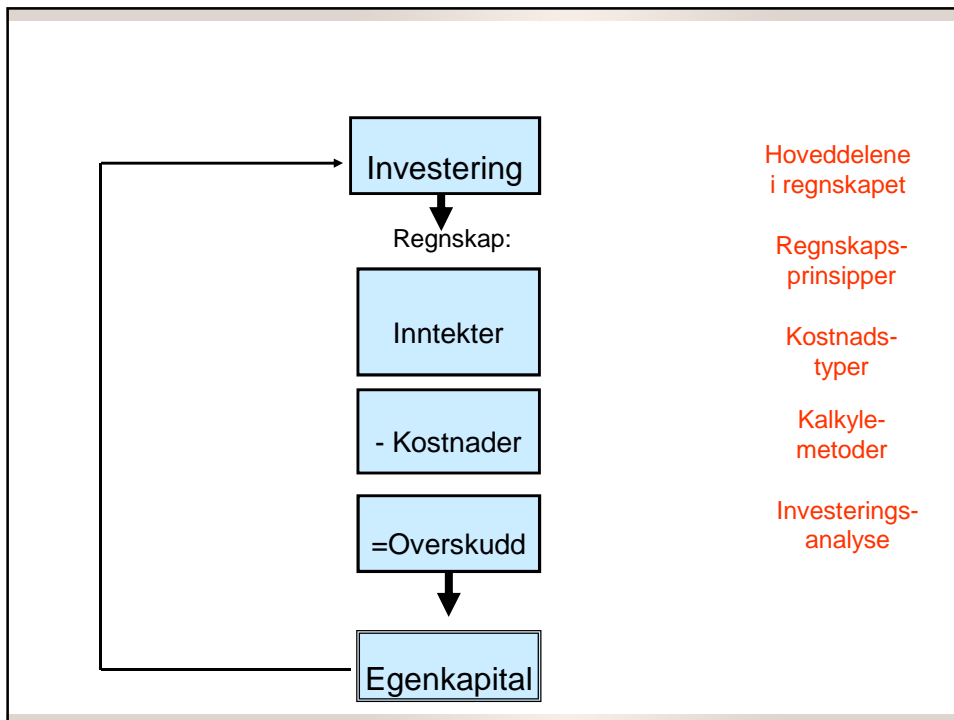 Investering
Regnskap:
Inntekter
- Kostnader
=Overskudd
Egenkapital
Hoveddelene
i regnskapet
Regnskaps-
prinsipper
Kostnads-
typer
Kalkyle-
metoder
Investerings-
analyse